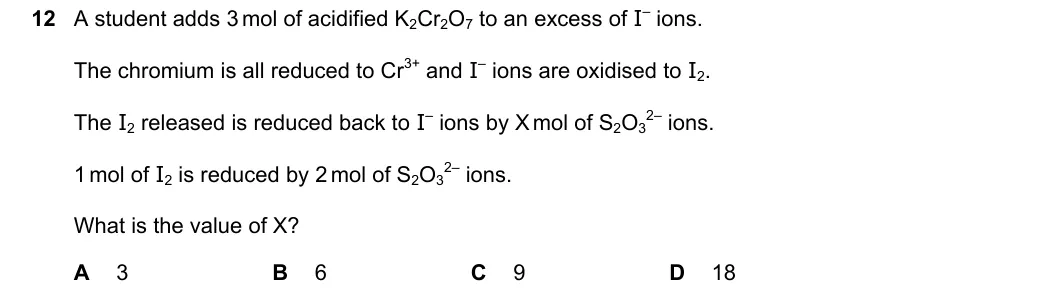 12 A student adds 3 mol of acidified K₂Cr₂O₇ to an excess of I⁻ ions.
The chromium is all reduced to Cr³⁺ and I⁻ ions are oxidised to I₂.
The I₂ released is reduced back to I⁻ ions by X mol of S₂O₃²⁻ ions.
1 mol of I₂ is reduced by 2 mol of S₂O₃²⁻ ions.
What is the value of X?
A 3 B 6 C 9 D 18